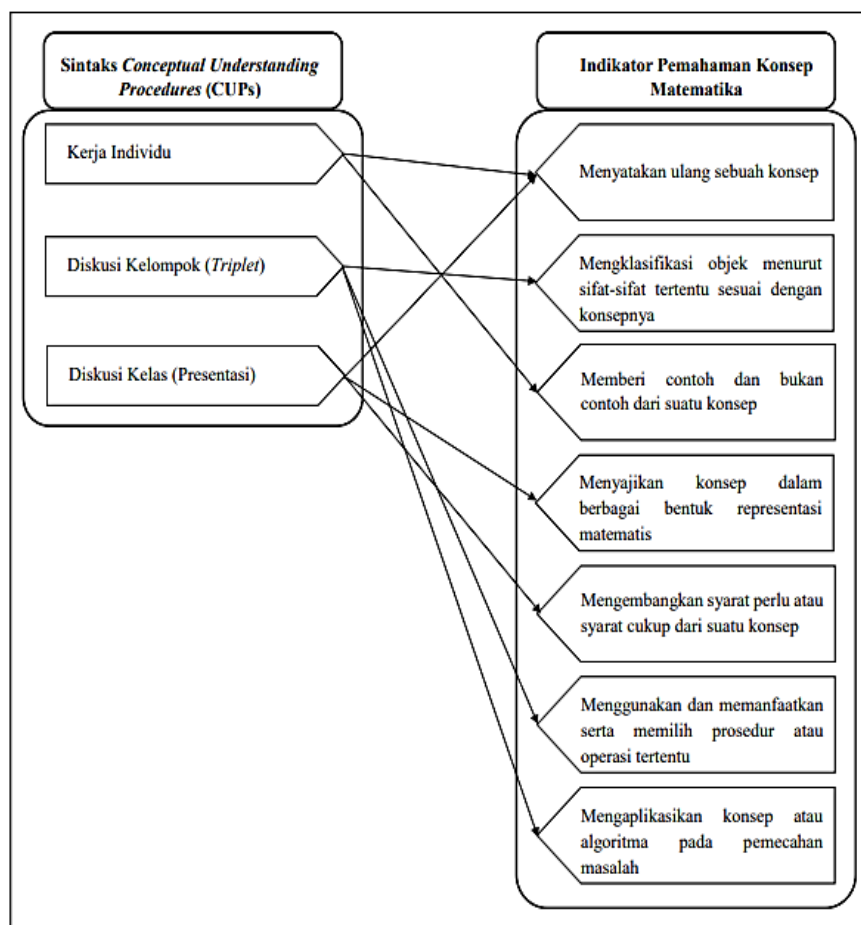 Sintaks Conceptual Understanding
Procedures (CUPs)
Kerja Individu
Diskusi Kelompok (Triplet)
Diskusi Kelas (Presentasi)
Indikator Pemahaman Konsep
Matematika
Menyatakan ulang sebuah konsep
Mengklasifikasi objek menurut
sifat-sifat tertentu sesuai dengan
konsepnya
Memberi contoh dan bukan
contoh dari suatu konsep
Menyajikan konsep dalam
berbagai bentuk representasi
matematis
Mengembangkan syarat perlu atau
syarat cukup dari suatu konsep
Menggunakan dan memanfaatkan
serta memilih prosedur atau
operasi tertentu
Mengaplikasikan konsep atau
algoritma pada pemecahan
masalah